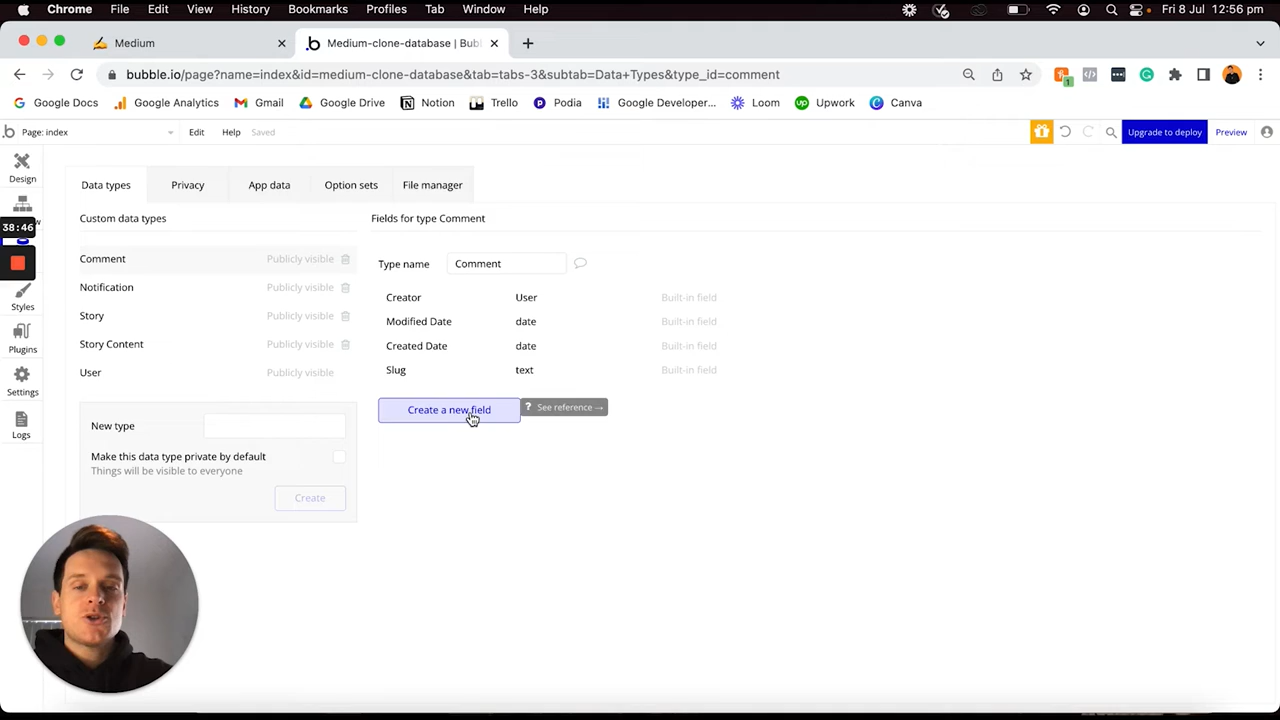 Chrome File Edit View History Bookmarks Profiles Tab Window Help Fri 8 Jul 12:56 pm
Medium Medium-clone-database | Bub
bubble.io/page?name=index&id=medium-clone-database&tab=tabs-3&subtab=Data+Types&type_id=comment
1
Google Docs Google Analytics Gmail Google Drive Notion Trello Podia Google Developer... Loom Upwork Canva
Page: index Edit Help Saved Upgrade to deploy Preview
Design
38:46
Styles
Plugins
Settings
Logs
Data types Privacy App data Option sets File manager
Custom data types
Comment Publicly visible
Notification Publicly visible
Story Publicly visible
Story Content Publicly visible
User Publicly visible
New type
Make this data type private by default
Things will be visible to everyone
Create
Fields for type Comment
Type name Comment
Creator User Built-in field
Modified Date date Built-in field
Created Date date Built-in field
Slug text Built-in field
Create a new field ? See reference →